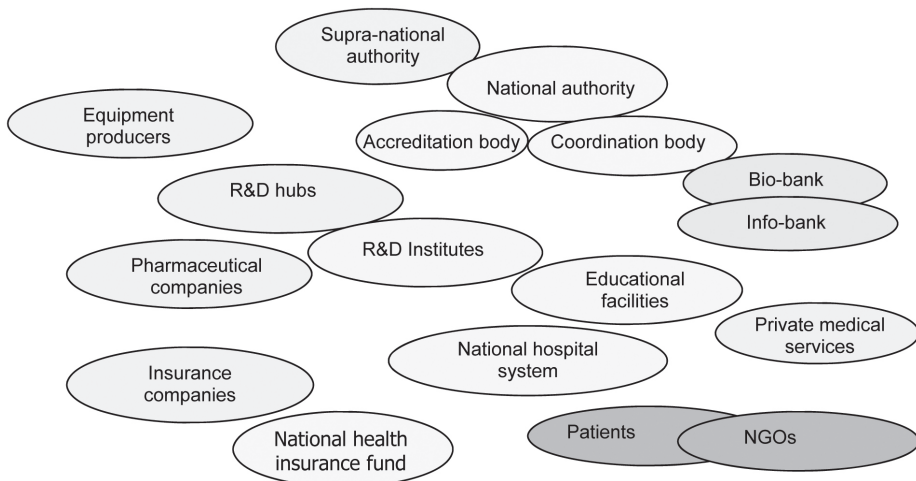 Supra-national
authority
National authority
Equipment
producers
Accreditation body
Coordination body
Bio-bank
R&D hubs
Info-bank
R&D Institutes
Pharmaceutical
companies
Educational
facilities
Private medical
services
National hospital
system
Insurance
companies
Patients
NGOs
National health
insurance fund